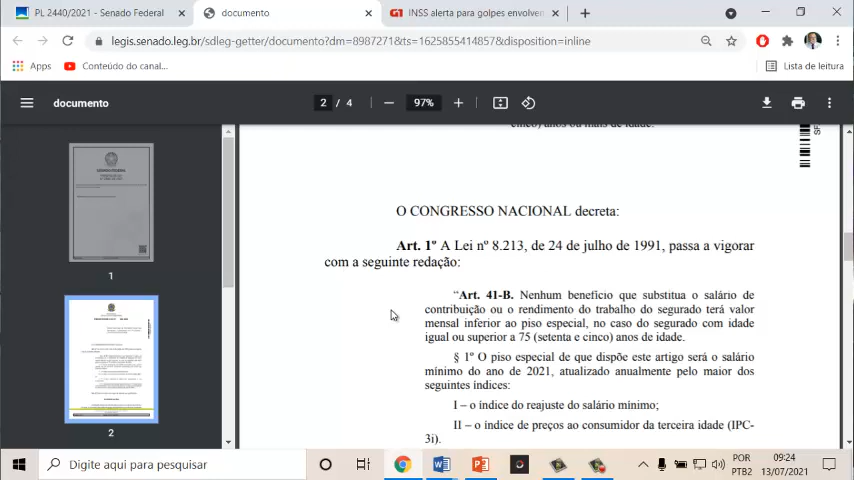 PL 2440/2021 - Senado Federal
documento
INSS alerta para golpes envolven
legis.senado.leg.br/sdleg-getter/documento?dm=8987271&ts=1625855414857&disposition=inline
Apps
Conteúdo do canal...
Lista de leitura
documento
2 / 4
97%
cinco) anos ou mais de idade.
O CONGRESSO NACIONAL decreta:
Art. 1º A Lei nº 8.213, de 24 de julho de 1991, passa a vigorar
com a seguinte redação:
“Art. 41-B. Nenhum benefício que substitua o salário de
contribuição ou o rendimento do trabalho do segurado terá valor
mensal inferior ao piso especial, no caso do segurado com idade
igual ou superior a 75 (setenta e cinco) anos de idade.
§ 1º O piso especial de que dispõe este artigo será o salário
mínimo do ano de 2021, atualizado anualmente pelo maior dos
seguintes índices:
I – o índice do reajuste do salário mínimo;
II – o índice de preços ao consumidor da terceira idade (IPC-
3i).
1
2
Digite aqui para pesquisar
POR
PTB2
09:24
13/07/2021